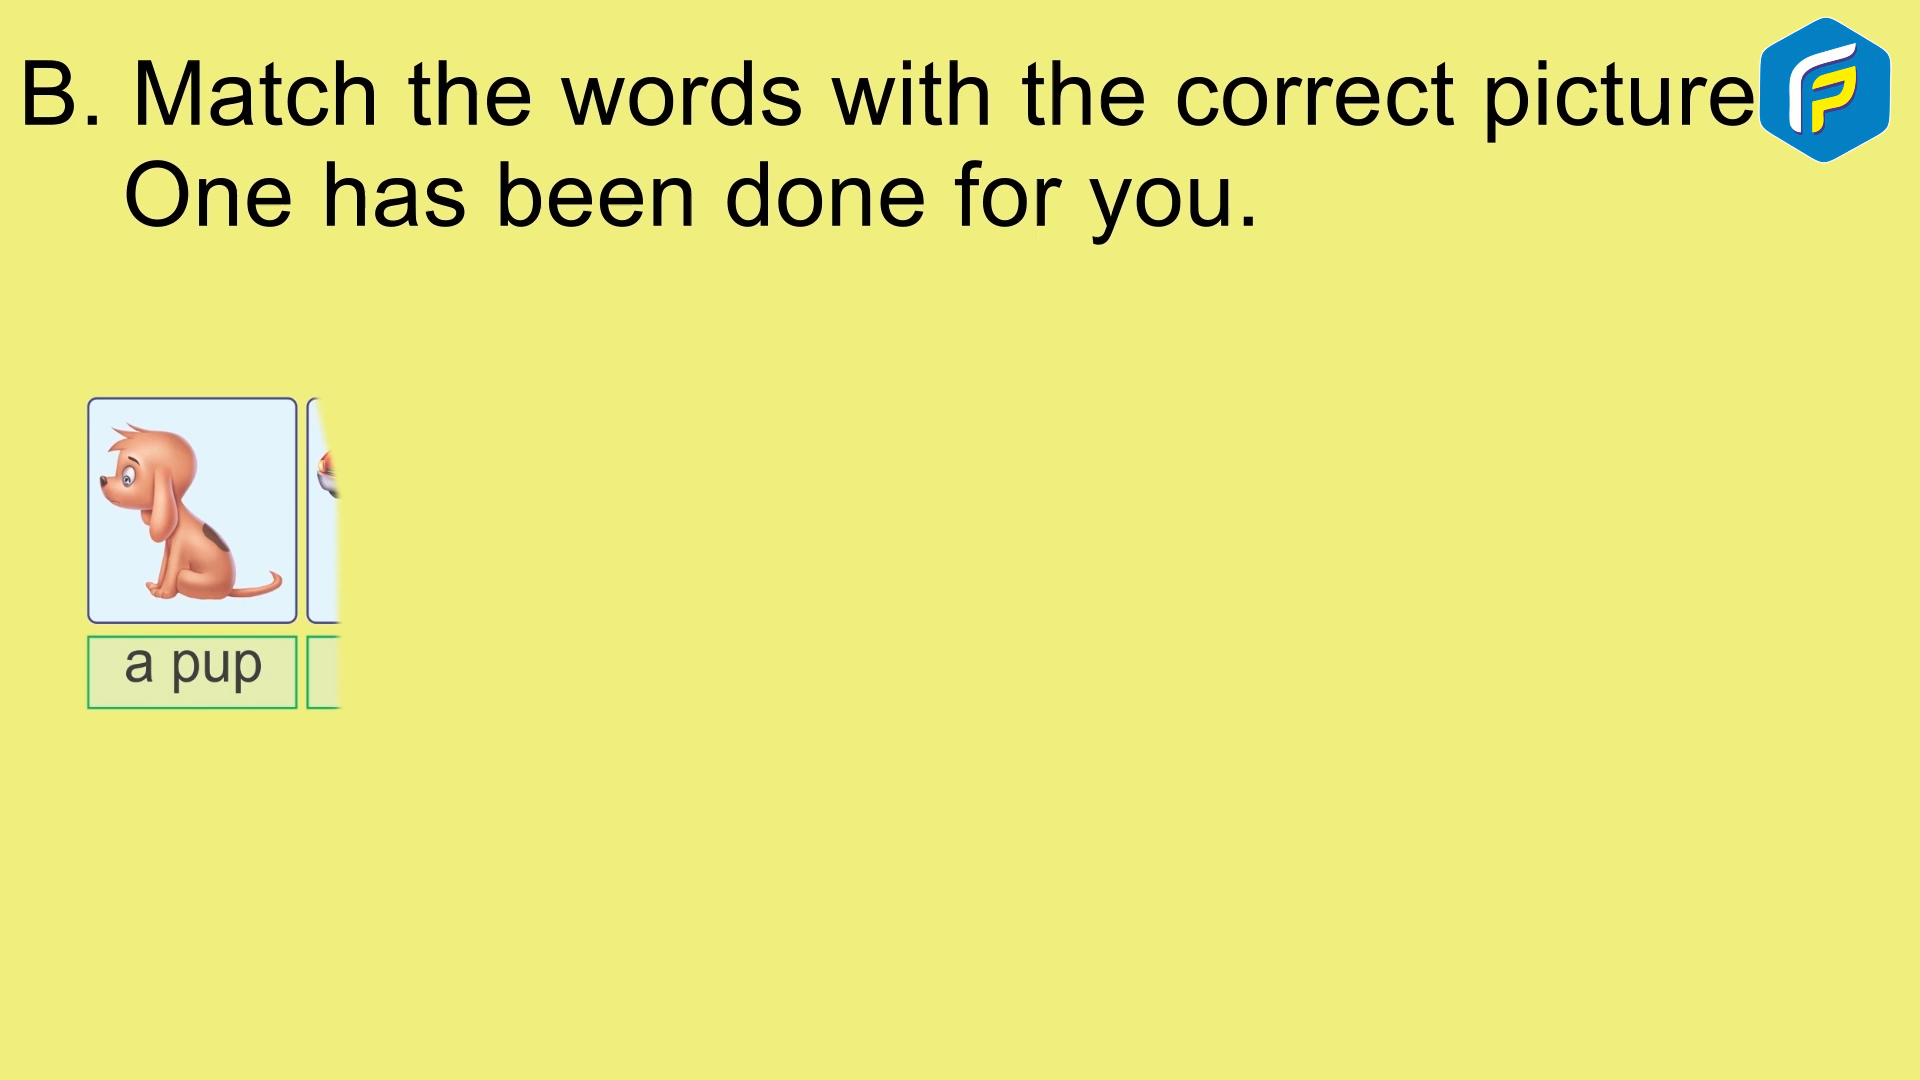 B. Match the words with the correct picture
One has been done for you.
a pup